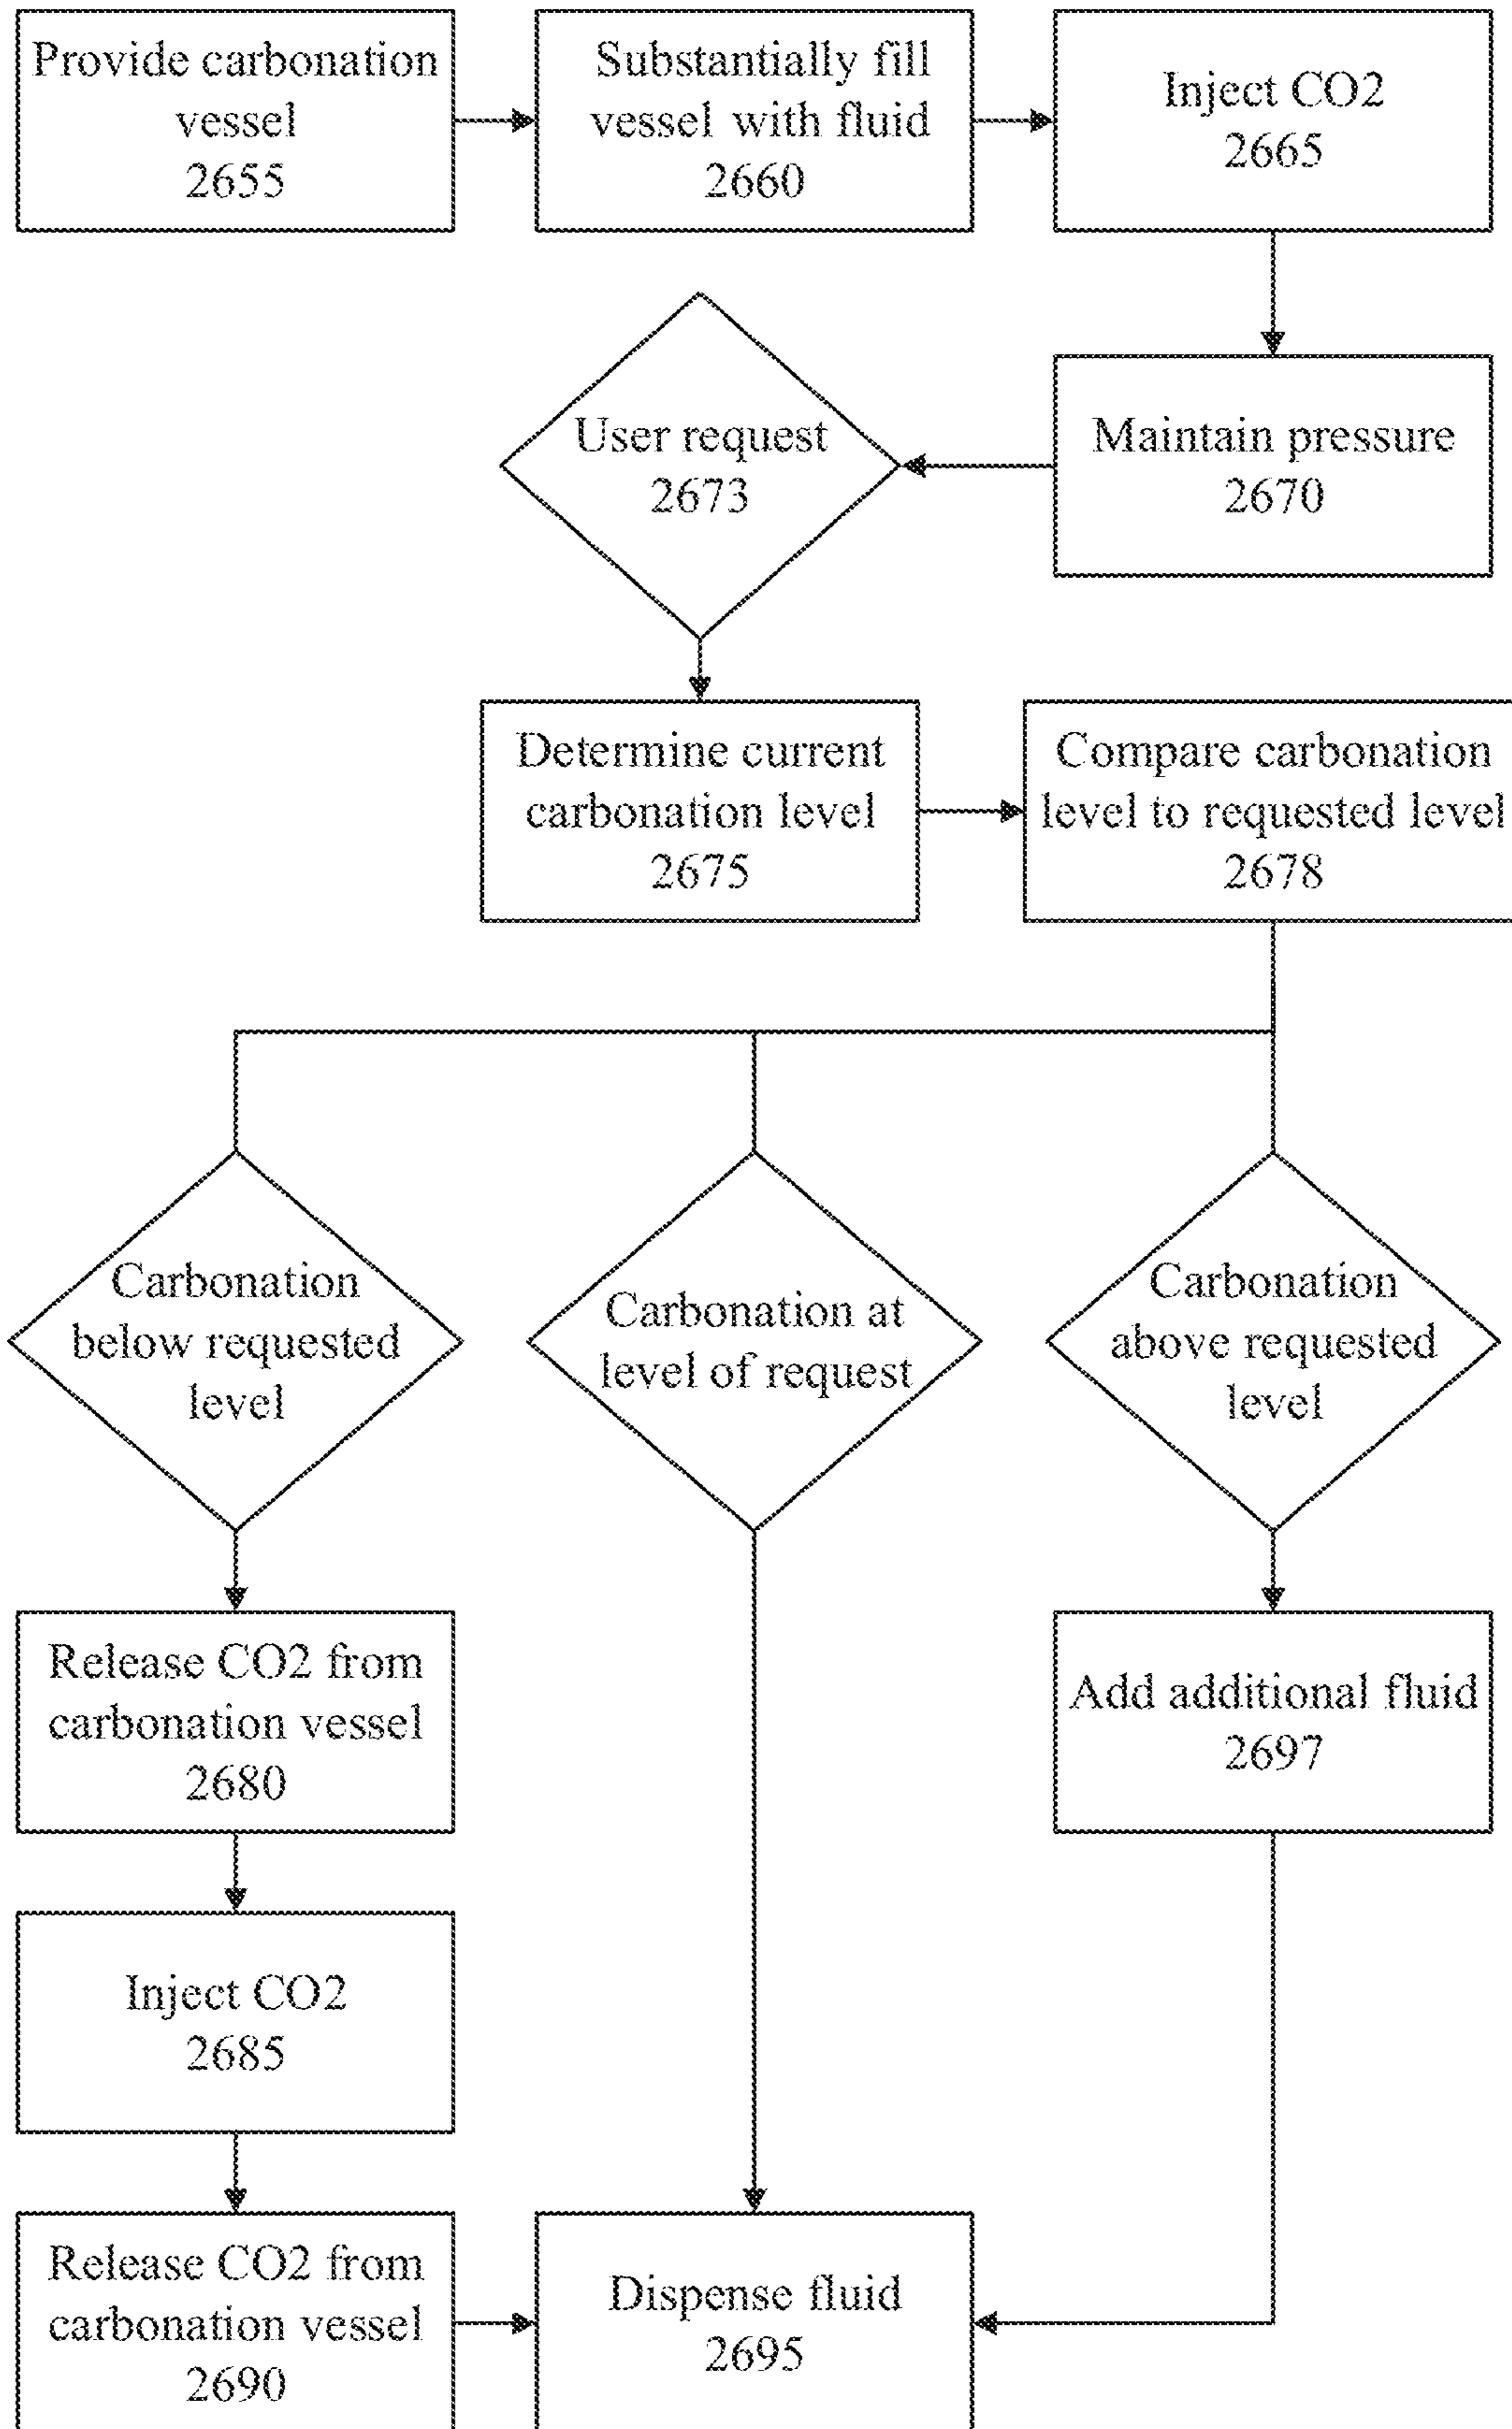 Provide carbonation
vessel
2655
Substantially fill
vessel with fluid
2660
Inject CO2
2665
Maintain pressure
2670
User request
2673
Determine current
carbonation level
2675
Compare carbonation
level to requested level
2678
Carbonation
below requested
level
Carbonation at
level of request
Carbonation
above requested
level
Release CO2 from
carbonation vessel
2680
Add additional fluid
2697
Inject CO2
2685
Release CO2 from
carbonation vessel
2690
Dispense fluid
2695